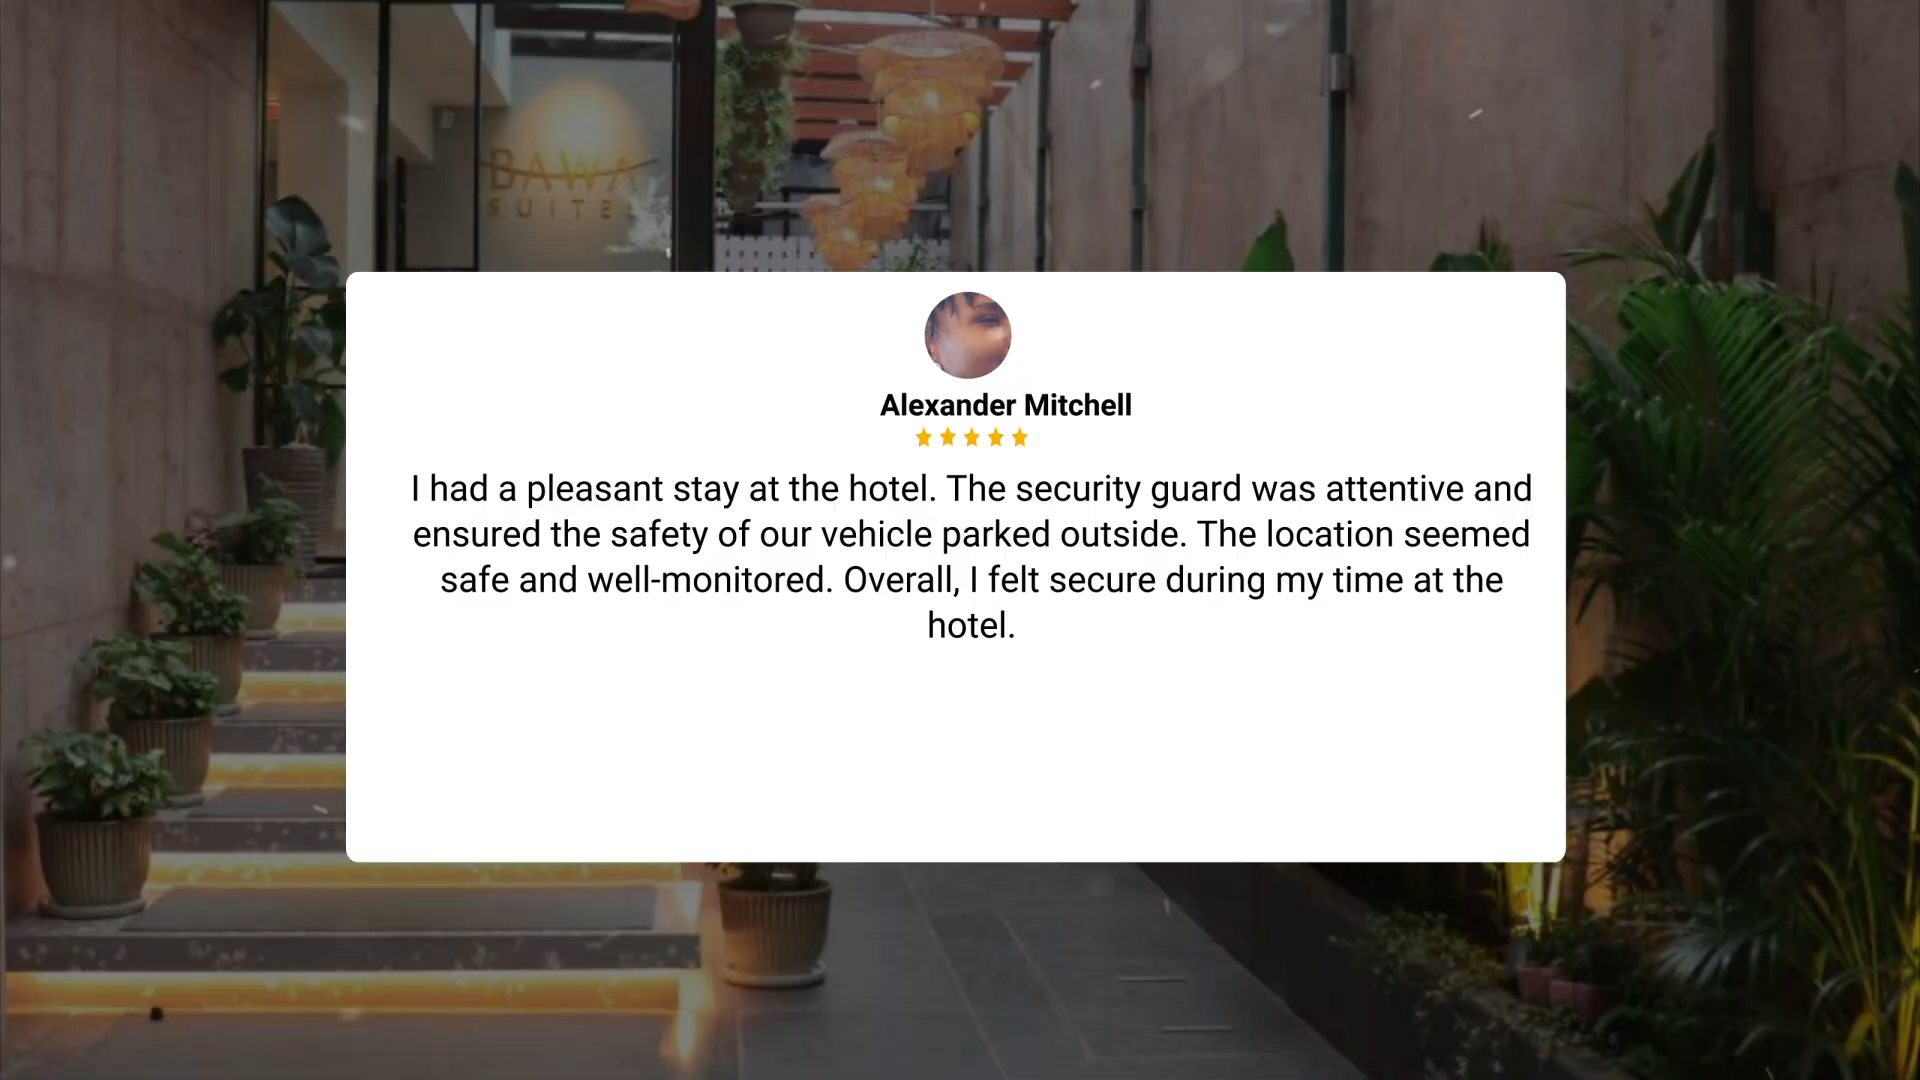 BAWA
SUITES
Alexander Mitchell
I had a pleasant stay at the hotel. The security guard was attentive and
ensured the safety of our vehicle parked outside. The location seemed
safe and well-monitored. Overall, I felt secure during my time at the
hotel.